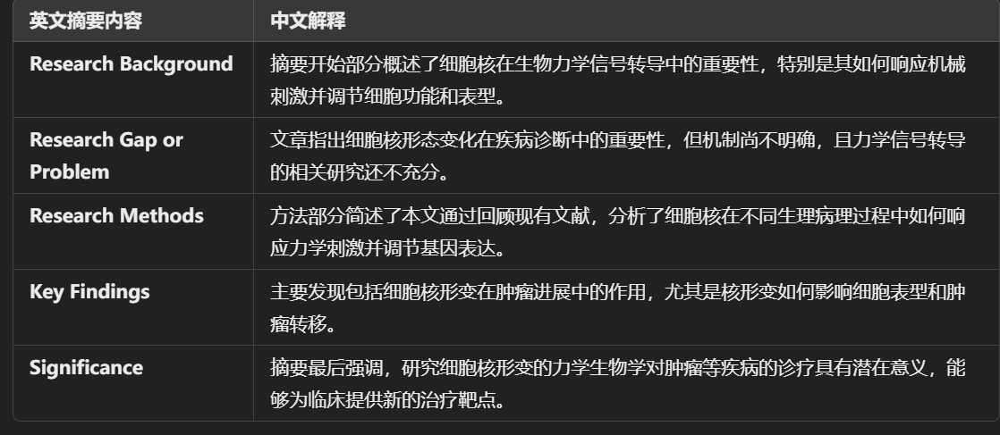 英文摘要内容 中文解释
Research Background 摘要开始部分概述了细胞核在生物力学信号转导中的重要性，特别是其如何响应机械
刺激并调节细胞功能和表型。
Research Gap or 文章指出细胞核形态变化在疾病诊断中的重要性，但机制尚不明确，且力学信号转导
Problem 的相关研究还不充分。
Research Methods 方法部分简述了本文通过回顾现有文献，分析了细胞核在不同生理病理过程中如何响
应力学刺激并调节基因表达。
Key Findings 主要发现包括细胞核形变在肿瘤进展中的作用，尤其是核形变如何影响细胞表型和肿
瘤转移。
Significance 摘要最后强调，研究细胞核形变的力学生物学对肿瘤等疾病的诊疗具有潜在意义，能
够为临床提供新的治疗靶点。